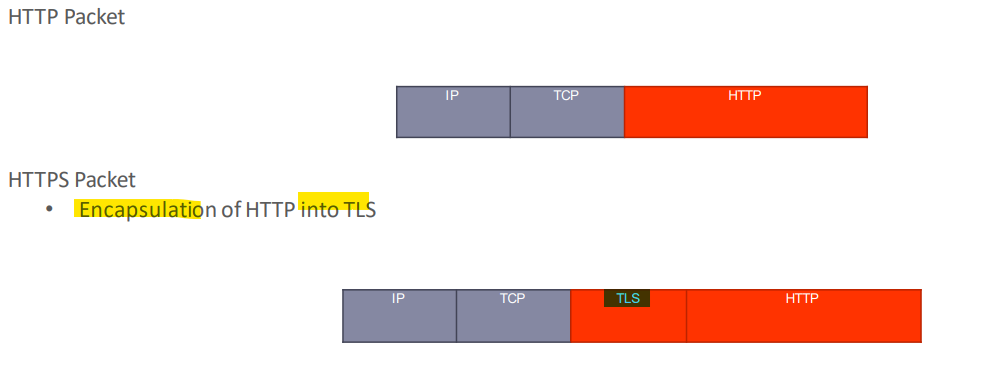 HTTP Packet
IP TCP HTTP
HTTPS Packet
• Encapsulation of HTTP into TLS
IP TCP TLS HTTP